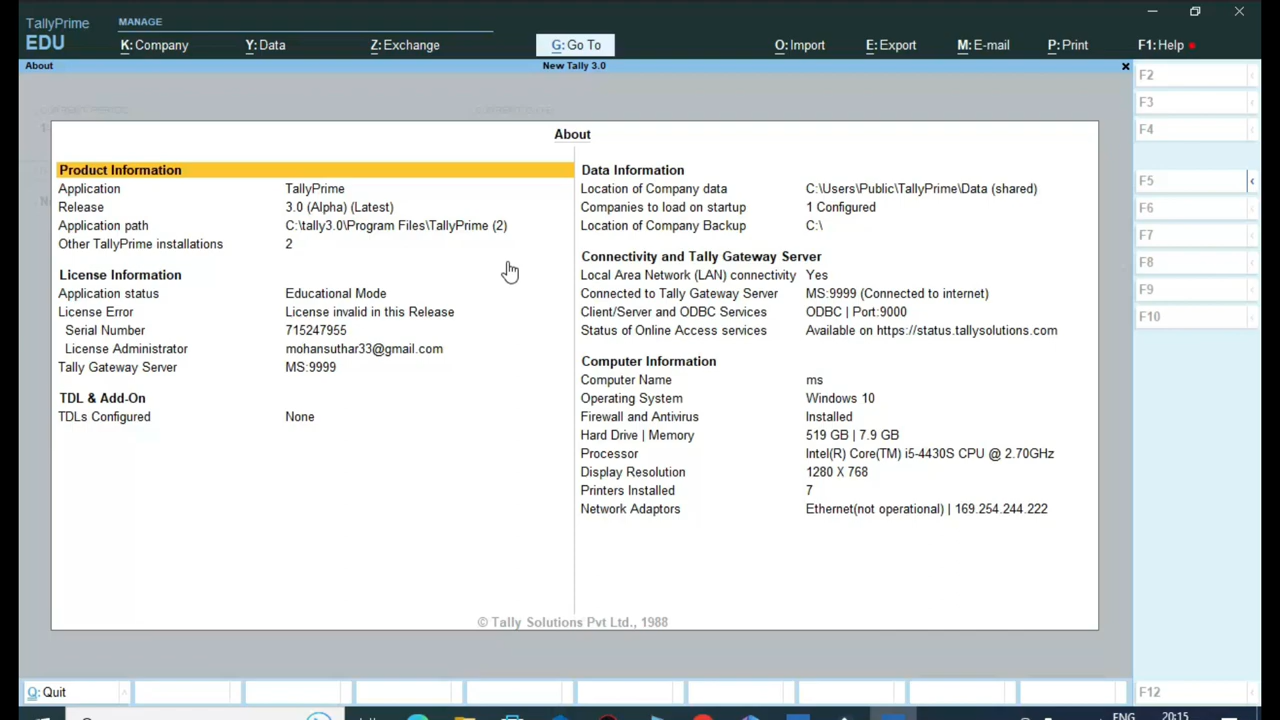 TallyPrime
EDU
MANAGE
K: Company
Y: Data
Z: Exchange
G: Go To
O: Import
E: Export
M: E-mail
P: Print
F1: Help
About
New Tally 3.0
F2
F3
F4
F5
F6
F7
F8
F9
F10
F12
About
Product Information
Application TallyPrime
Release 3.0 (Alpha) (Latest)
Application path C:\tally3.0\Program Files\TallyPrime (2)
Other TallyPrime installations 2
License Information
Application status Educational Mode
License Error License invalid in this Release
Serial Number 715247955
License Administrator mohansuthar33@gmail.com
Tally Gateway Server MS:9999
TDL & Add-On
TDLs Configured None
Data Information
Location of Company data C:\Users\Public\TallyPrime\Data (shared)
Companies to load on startup 1 Configured
Location of Company Backup C:\
Connectivity and Tally Gateway Server
Local Area Network (LAN) connectivity Yes
Connected to Tally Gateway Server MS:9999 (Connected to internet)
Client/Server and ODBC Services ODBC | Port:9000
Status of Online Access services Available on https://status.tallysolutions.com
Computer Information
Computer Name ms
Operating System Windows 10
Firewall and Antivirus Installed
Hard Drive | Memory 519 GB | 7.9 GB
Processor Intel(R) Core(TM) i5-4430S CPU @ 2.70GHz
Display Resolution 1280 X 768
Printers Installed 7
Network Adaptors Ethernet(not operational) | 169.254.244.222
© Tally Solutions Pvt Ltd., 1988
Q: Quit
ENG
20:15